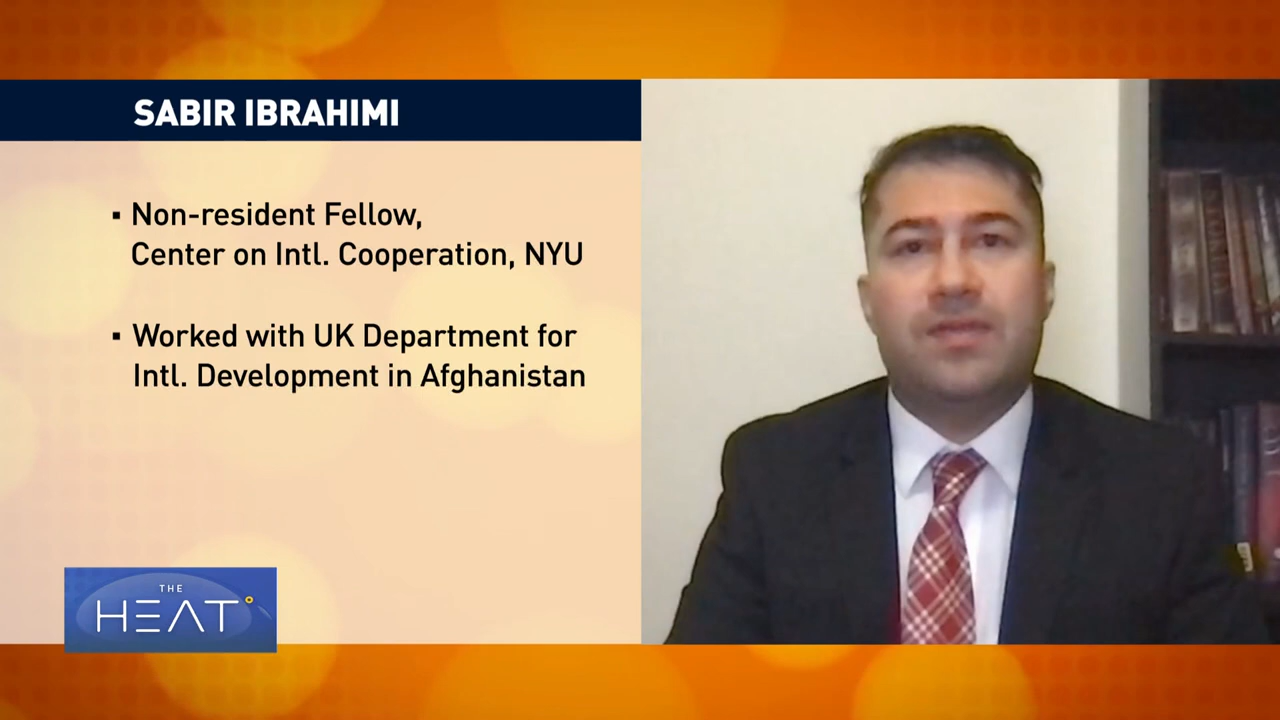 SABIR IBRAHIMI
▪ Non-resident Fellow,
Center on Intl. Cooperation, NYU
▪ Worked with UK Department for
Intl. Development in Afghanistan
THE
HEAT